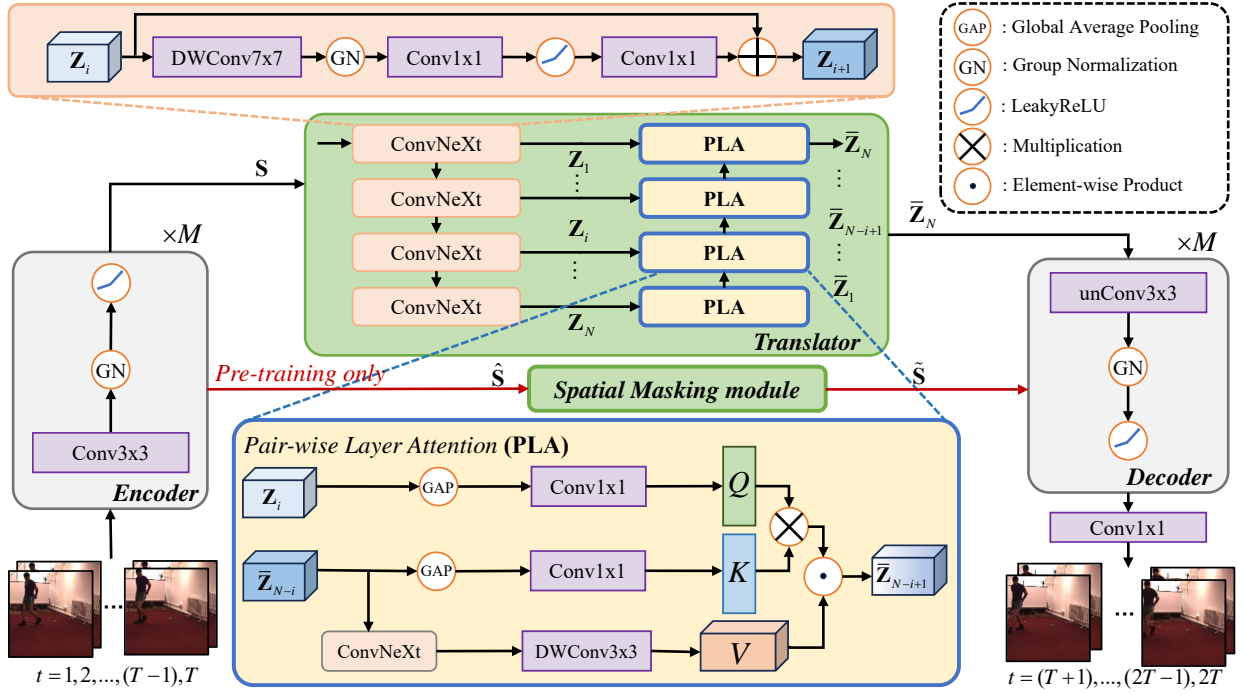 Z_i
DWConv7x7
GN
Conv1x1
Conv1x1
Z_{i+1}
GAP : Global Average Pooling
GN : Group Normalization
: LeakyReLU
: Multiplication
: Element-wise Product
S
ConvNeXt
Z_1
PLA
Z̄_N
ConvNeXt
PLA
Z_i
Z̄_{N-i+1}
ConvNeXt
PLA
Z̄_1
ConvNeXt
Z_N
PLA
Translator
Z̄_N
×M
GN
Conv3x3
Encoder
Pre-training only
Ŝ
Spatial Masking module
S̃
×M
unConv3x3
GN
Decoder
Conv1x1
Pair-wise Layer Attention (PLA)
Z_i
GAP
Conv1x1
Q
Z̄_{N-i}
GAP
Conv1x1
K
Z̄_{N-i+1}
ConvNeXt
DWConv3x3
V
...
t = 1, 2, ..., (T − 1), T
...
t = (T + 1), ..., (2T − 1), 2T